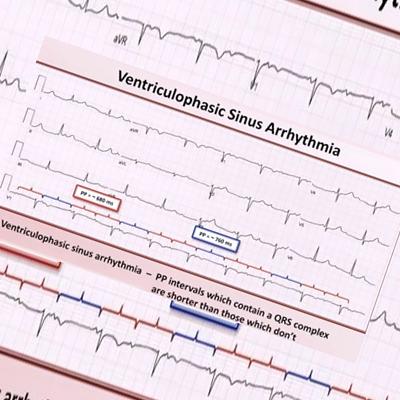 aVR
Ventriculophasic Sinus Arrhythmia
V4
PP = ~ 680 ms
PP = ~ 760 ms
Ventriculophasic sinus arrhythmia – PP intervals which contain a QRS complex
are shorter than those which don't